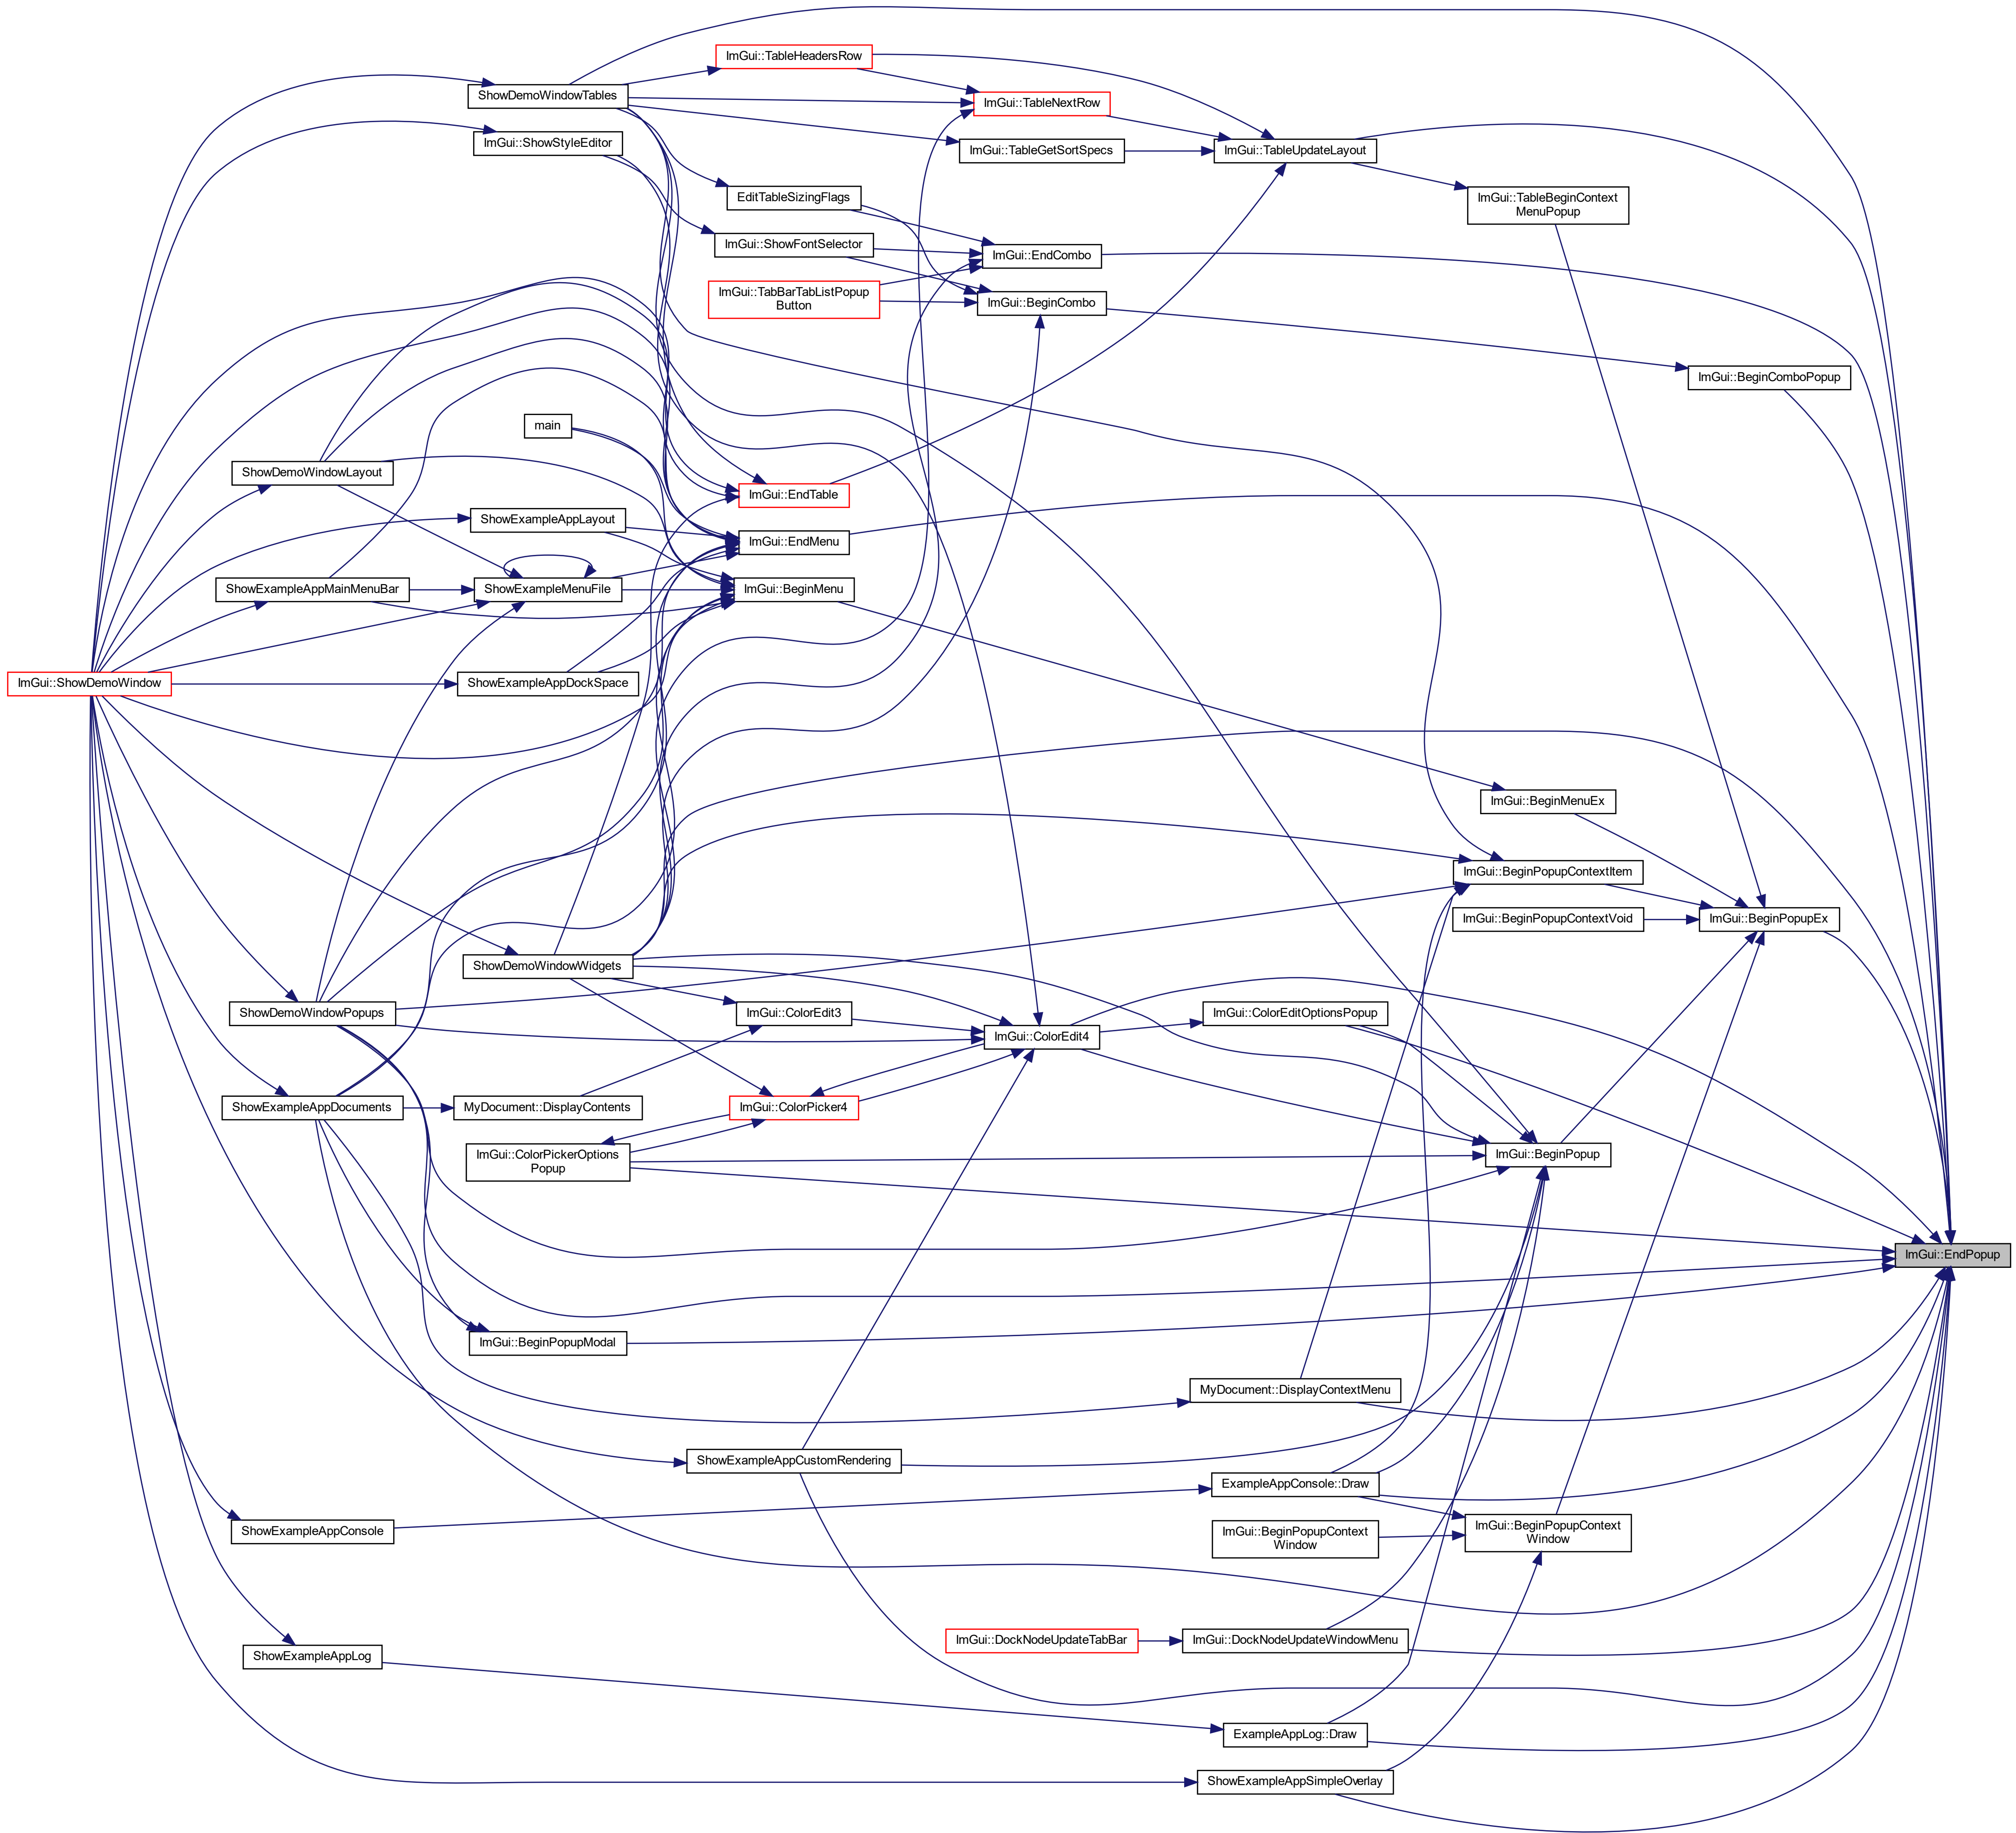 ImGui::TableHeadersRow
ShowDemoWindowTables
ImGui::TableNextRow
ImGui::ShowStyleEditor
ImGui::TableGetSortSpecs
ImGui::TableUpdateLayout
EditTableSizingFlags
ImGui::TableBeginContext
MenuPopup
ImGui::ShowFontSelector
ImGui::EndCombo
ImGui::TabBarTabListPopup
Button
ImGui::BeginCombo
ImGui::BeginComboPopup
main
ShowDemoWindowLayout
ImGui::EndTable
ShowExampleAppLayout
ImGui::EndMenu
ShowExampleAppMainMenuBar
ShowExampleMenuFile
ImGui::BeginMenu
ImGui::ShowDemoWindow
ShowExampleAppDockSpace
ImGui::BeginMenuEx
ImGui::BeginPopupContextItem
ImGui::BeginPopupContextVoid
ImGui::BeginPopupEx
ShowDemoWindowWidgets
ShowDemoWindowPopups
ImGui::ColorEdit3
ImGui::ColorEditOptionsPopup
ImGui::ColorEdit4
ShowExampleAppDocuments
MyDocument::DisplayContents
ImGui::ColorPicker4
ImGui::ColorPickerOptions
Popup
ImGui::BeginPopup
ImGui::EndPopup
ImGui::BeginPopupModal
MyDocument::DisplayContextMenu
ShowExampleAppCustomRendering
ExampleAppConsole::Draw
ShowExampleAppConsole
ImGui::BeginPopupContext
Window
ImGui::BeginPopupContext
Window
ImGui::DockNodeUpdateTabBar
ImGui::DockNodeUpdateWindowMenu
ShowExampleAppLog
ExampleAppLog::Draw
ShowExampleAppSimpleOverlay